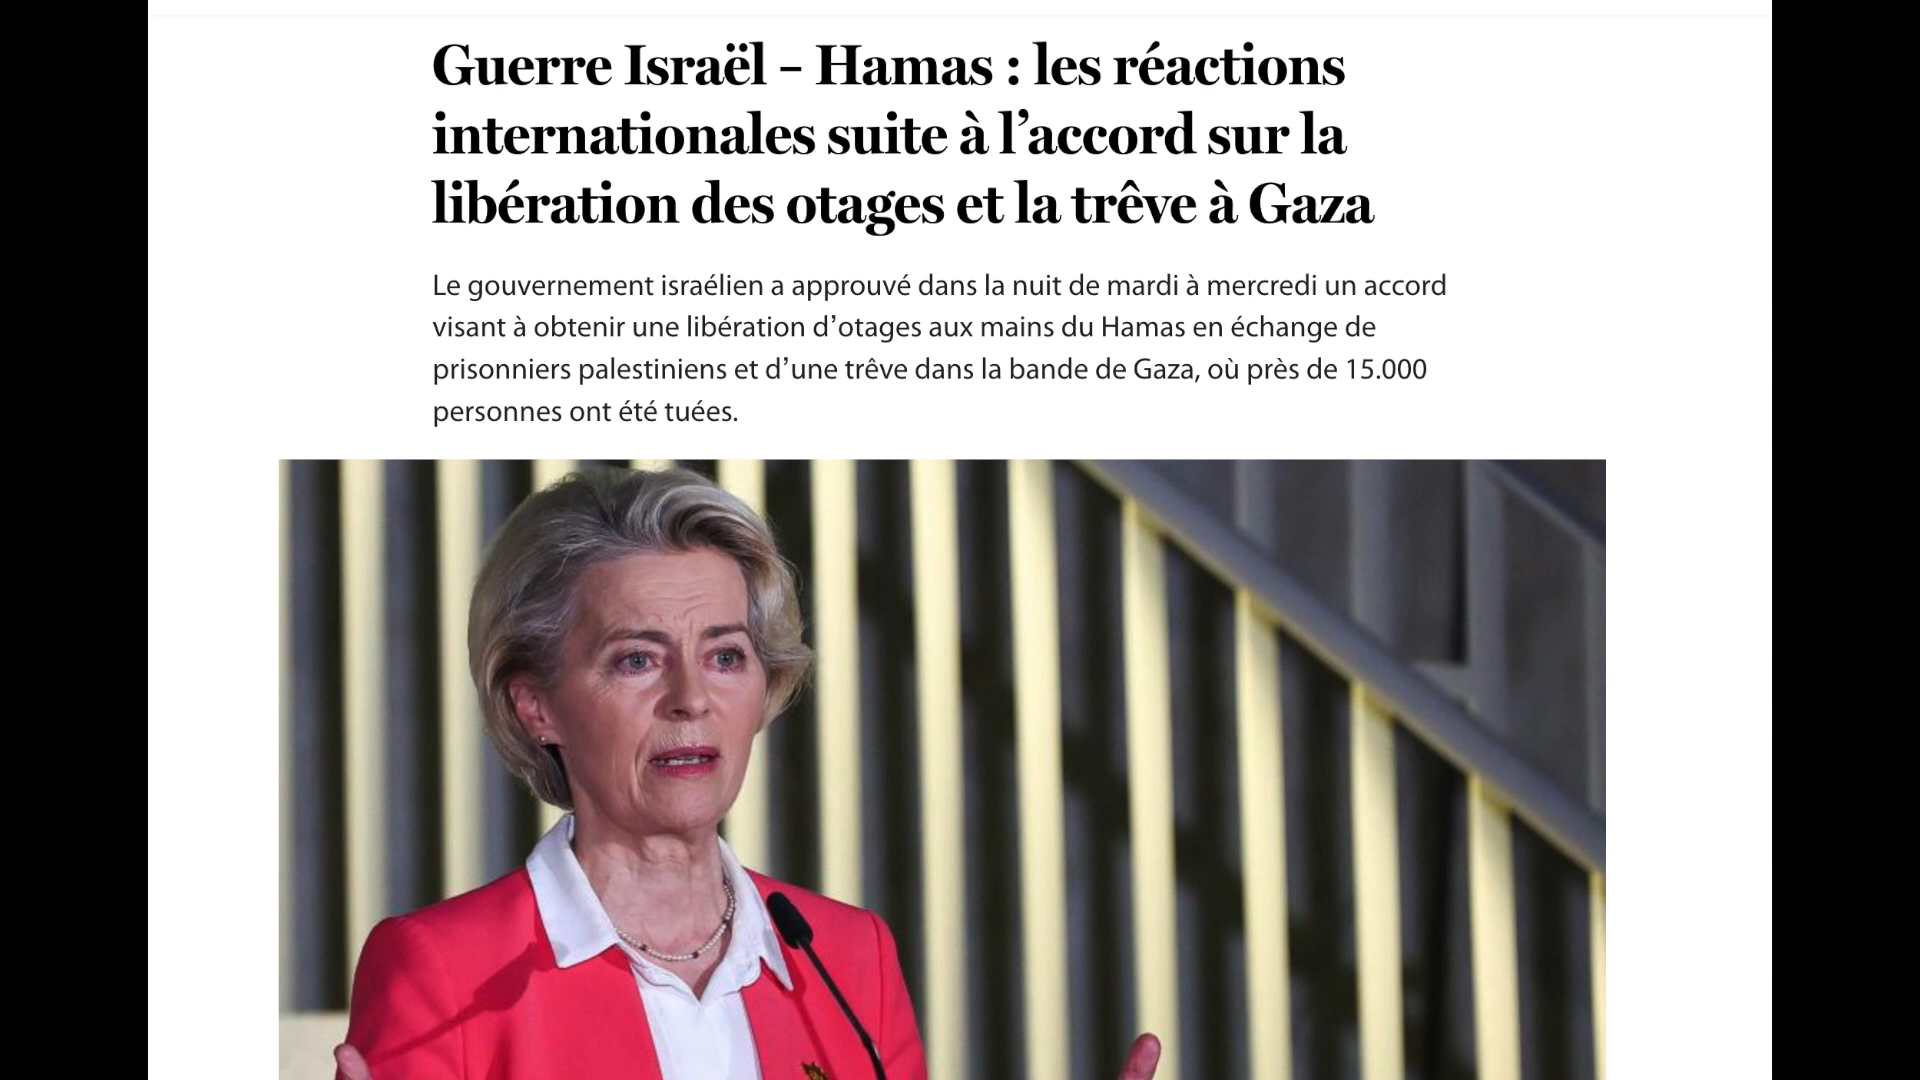 Guerre Israël – Hamas : les réactions
internationales suite à l’accord sur la
libération des otages et la trêve à Gaza
Le gouvernement israélien a approuvé dans la nuit de mardi à mercredi un accord
visant à obtenir une libération d’otages aux mains du Hamas en échange de
prisonniers palestiniens et d’une trêve dans la bande de Gaza, où près de 15.000
personnes ont été tuées.